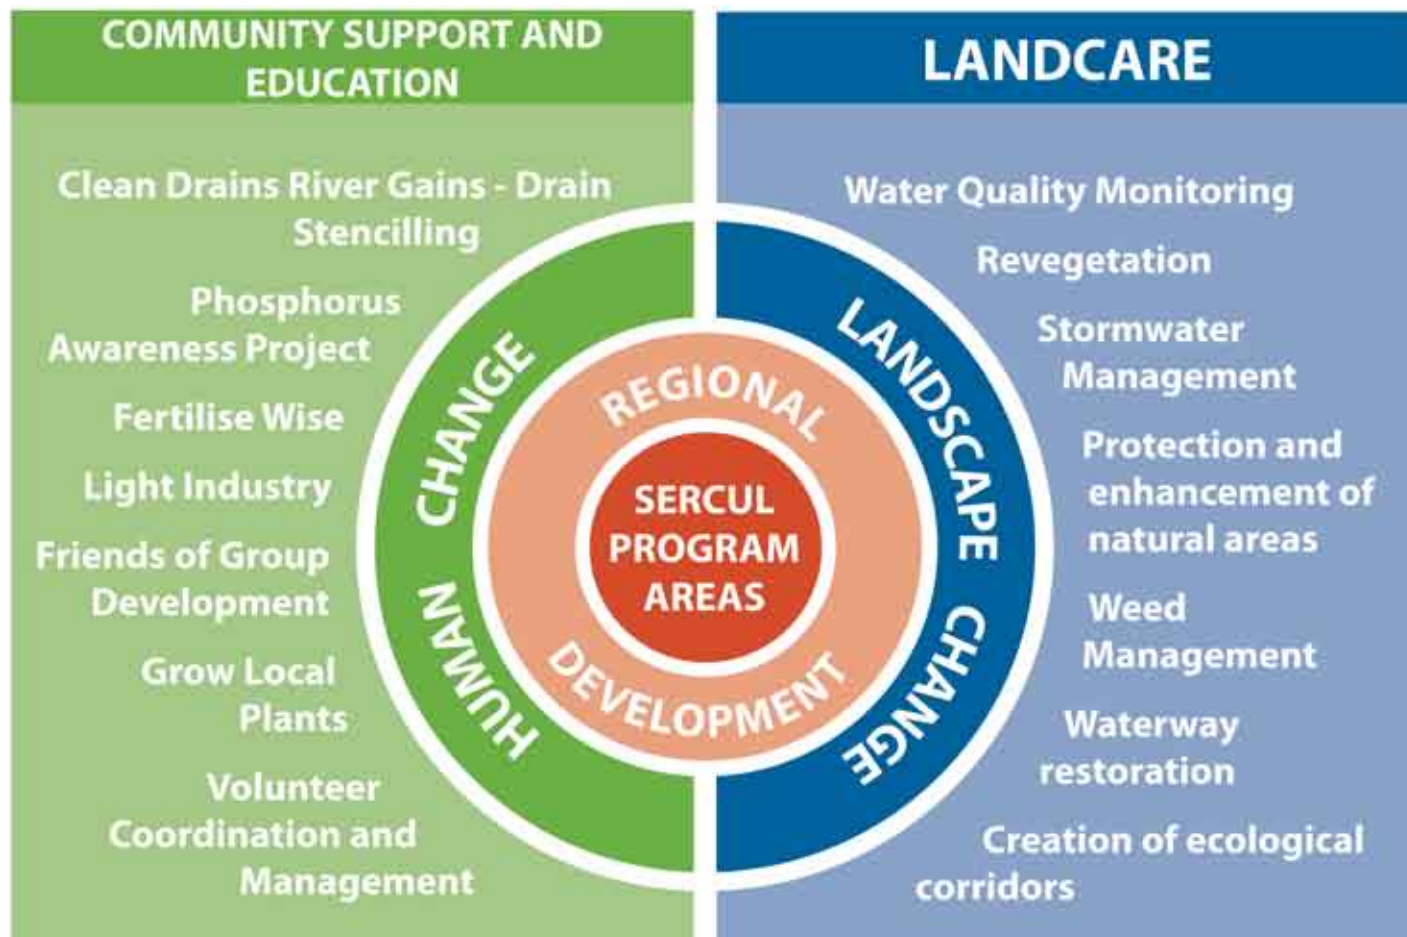 COMMUNITY SUPPORT AND
EDUCATION
Clean Drains River Gains - Drain
Stencilling
Phosphorus
Awareness Project
Fertilise Wise
Light Industry
Friends of Group
Development
Grow Local
Plants
Volunteer
Coordination and
Management
HUMAN CHANGE
REGIONAL
SERCUL
PROGRAM
AREAS
DEVELOPMENT
LANDSCAPE CHANGE
LANDCARE
Water Quality Monitoring
Revegetation
Stormwater
Management
Protection and
enhancement of
natural areas
Weed
Management
Waterway
restoration
Creation of ecological
corridors